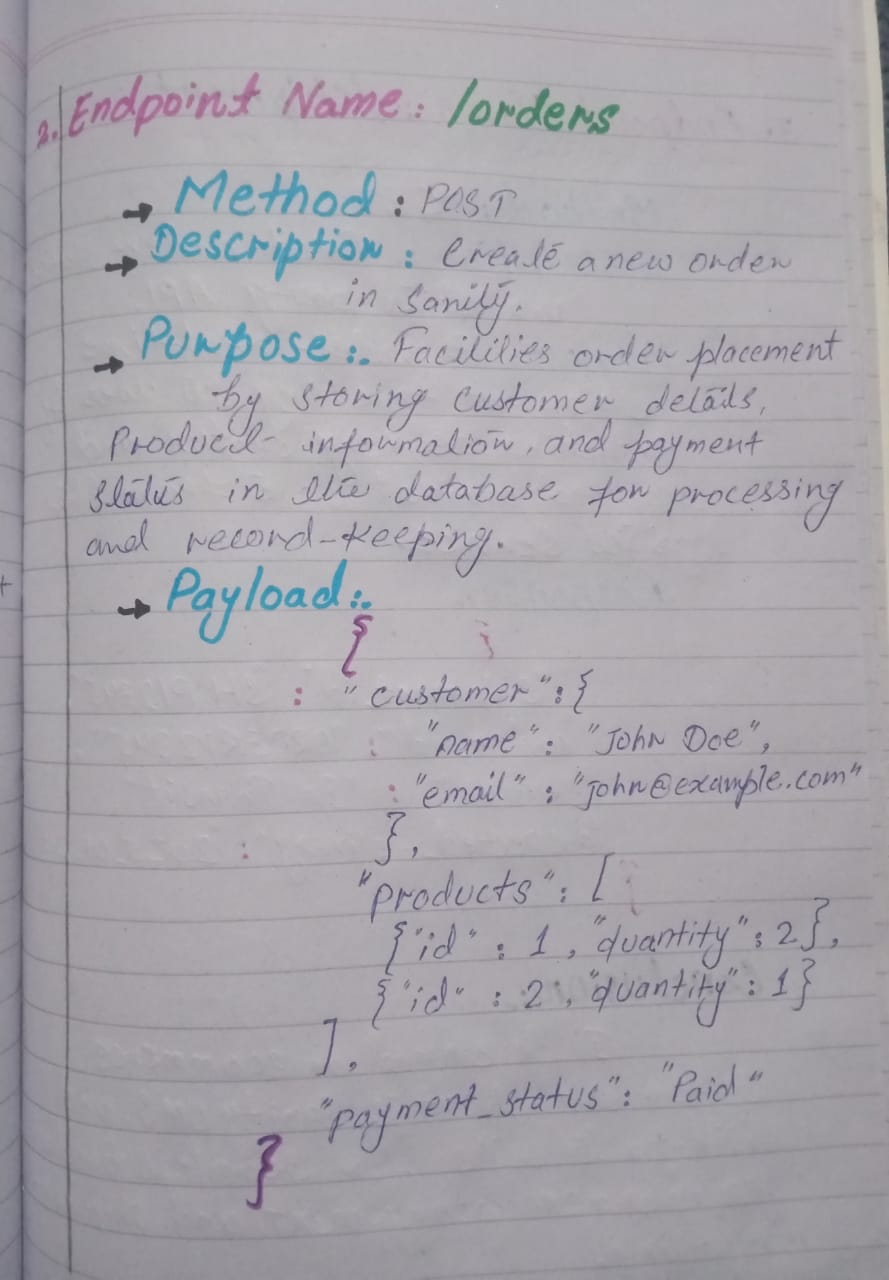 2. Endpoint Name: /orders
→ Method : POST
→ Description : Create a new order
in Sanity.
→ Purpose :. Facilities order placement
by storing customer details,
Product information, and payment
status in the database for processing
and record-keeping.
→ Payload :.
{
"customer": {
"name": "John Doe",
"email" : "john@example.com"
},
"products": [
{"id" : 1, "quantity": 2},
{"id" : 2, "quantity": 1}
],
"payment_status": "Paid"
}